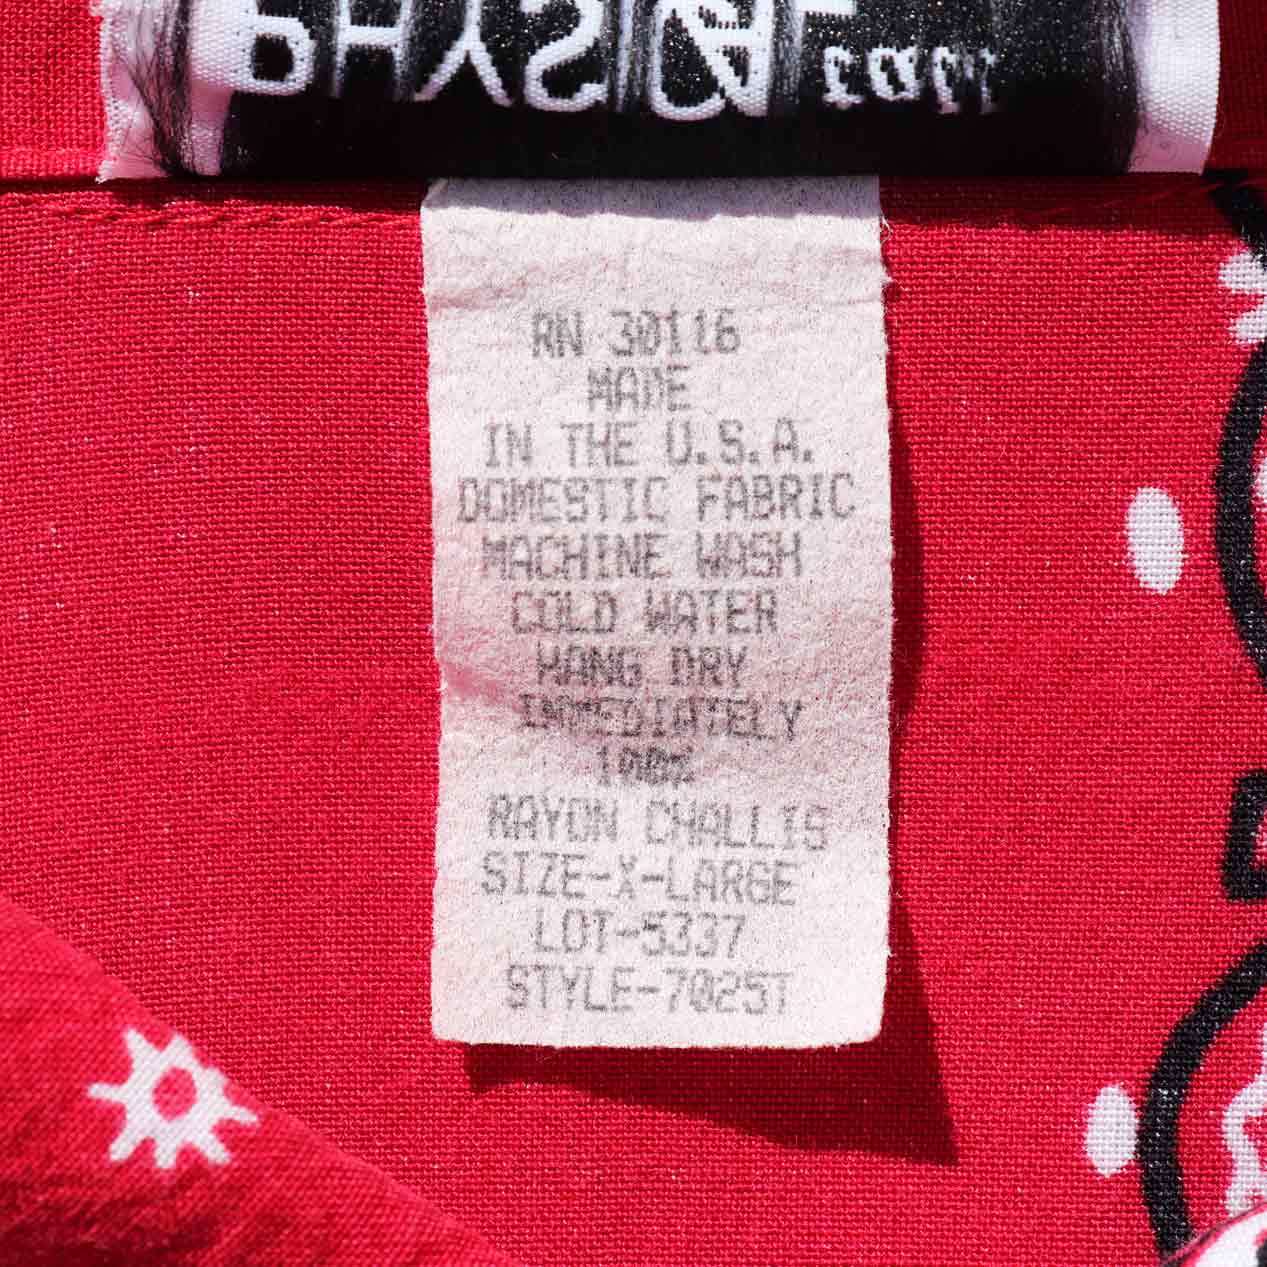 RN 30116
MADE
IN THE U.S.A.
DOMESTIC FABRIC
MACHINE WASH
COLD WATER
HANG DRY
IMMEDIATELY
100%
RAYON CHALLIS
SIZE-X-LARGE
LOT-5337
STYLE-7025T